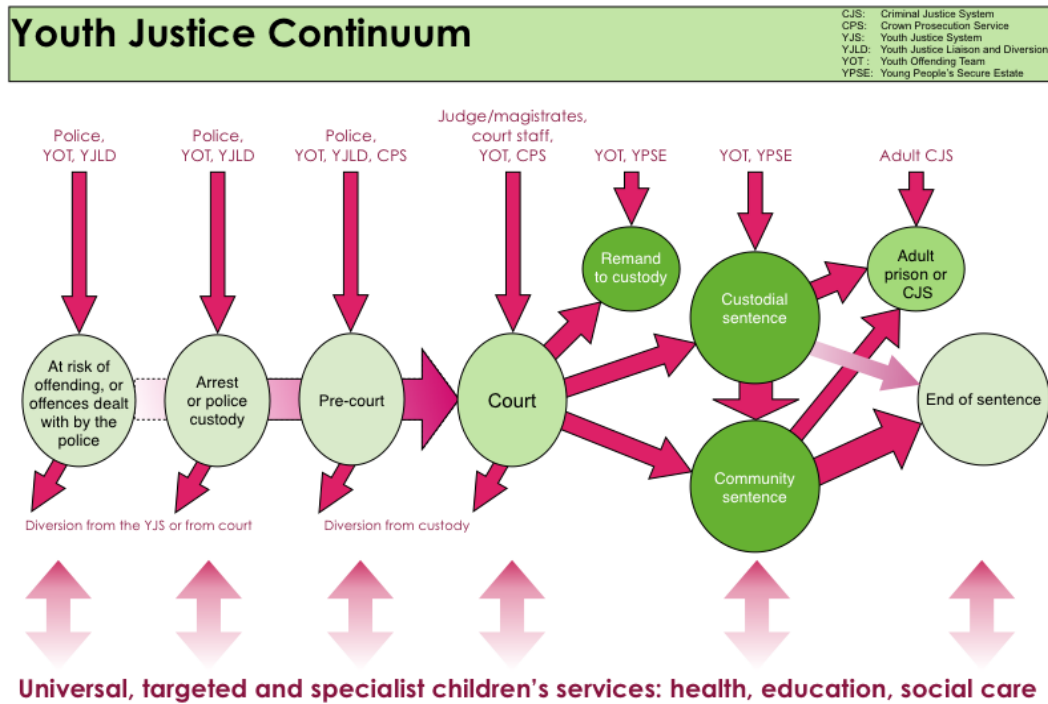 Youth Justice Continuum
CJS: Criminal Justice System
CPS: Crown Prosecution Service
YJS: Youth Justice System
YJLD: Youth Justice Liaison and Diversion
YOT : Youth Offending Team
YPSE: Young People's Secure Estate
Police,
YOT, YJLD
Police,
YOT, YJLD
Police,
YOT, YJLD, CPS
Judge/magistrates,
court staff,
YOT, CPS
YOT, YPSE
YOT, YPSE
Adult CJS
At risk of
offending, or
offences dealt
with by the
police
Arrest
or police
custody
Pre-court
Court
Remand
to custody
Custodial
sentence
Community
sentence
Adult
prison or
CJS
End of sentence
Diversion from the YJS or from court
Diversion from custody
Universal, targeted and specialist children's services: health, education, social care